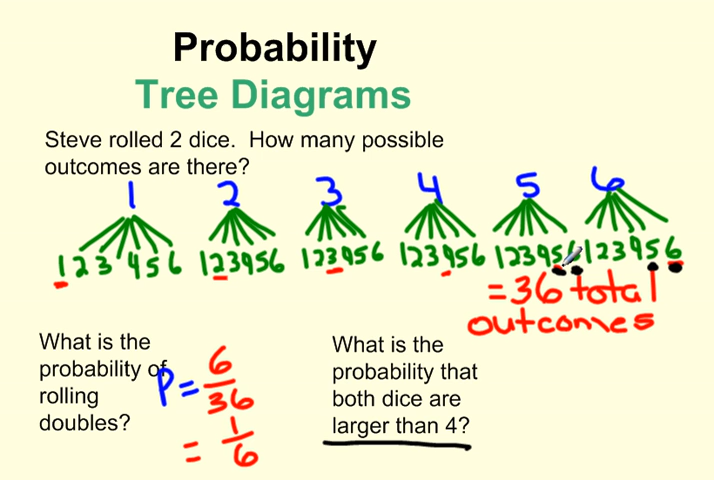 Probability
Tree Diagrams
Steve rolled 2 dice.  How many possible
outcomes are there?
1 2 3 4 5 6
1 2 3 4 5 6 1 2 3 4 5 6 1 2 3 4 5 6 1 2 3 4 5 6 1 2 3 4 5 6 1 2 3 4 5 6
= 36 total
outcomes
What is the
probability of
rolling
doubles?
P = 6/36
= 1/6
What is the
probability that
both dice are
larger than 4?